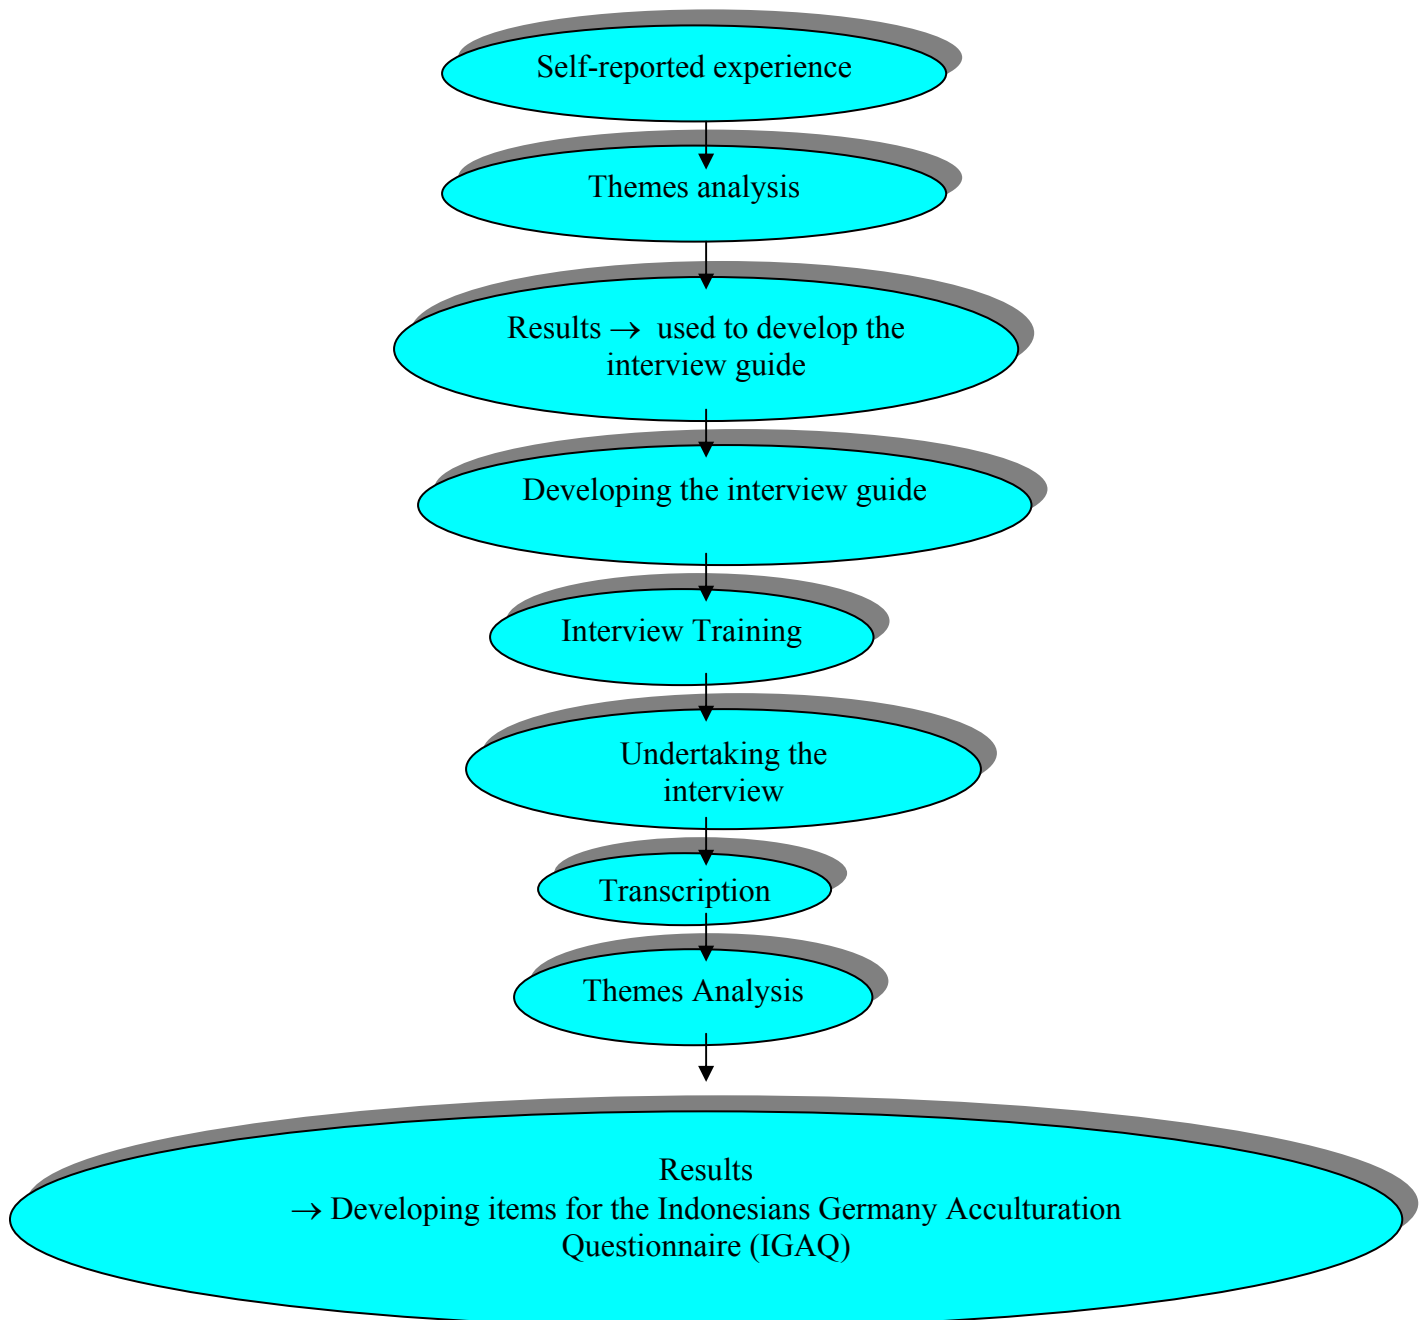 Self-reported experience
Themes analysis
Results → used to develop the
interview guide
Developing the interview guide
Interview Training
Undertaking the
interview
Transcription
Themes Analysis
Results
→ Developing items for the Indonesians Germany Acculturation
Questionnaire (IGAQ)